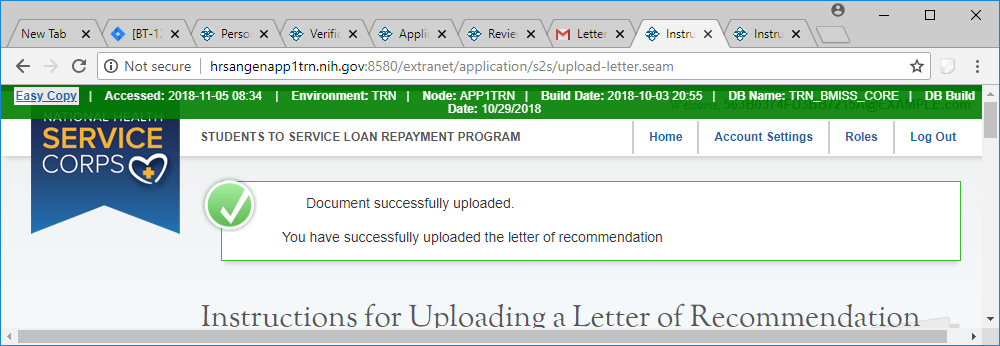 New Tab
[BT-12
Perso
Verific
Applic
Review
Letter
Instru
Instru
Not secure | hrsangenapp1trn.nih.gov:8580/extranet/application/s2s/upload-letter.seam
Easy Copy | Accessed: 2018-11-05 08:34 | Environment: TRN | Node: APP1TRN | Build Date: 2018-10-03 20:55 | DB Name: TRN_BMISS_CORE | DB Build
Date: 10/29/2018
NATIONAL HEALTH
SERVICE
CORPS
STUDENTS TO SERVICE LOAN REPAYMENT PROGRAM
Home
Account Settings
Roles
Log Out
Document successfully uploaded.
You have successfully uploaded the letter of recommendation
Instructions for Uploading a Letter of Recommendation